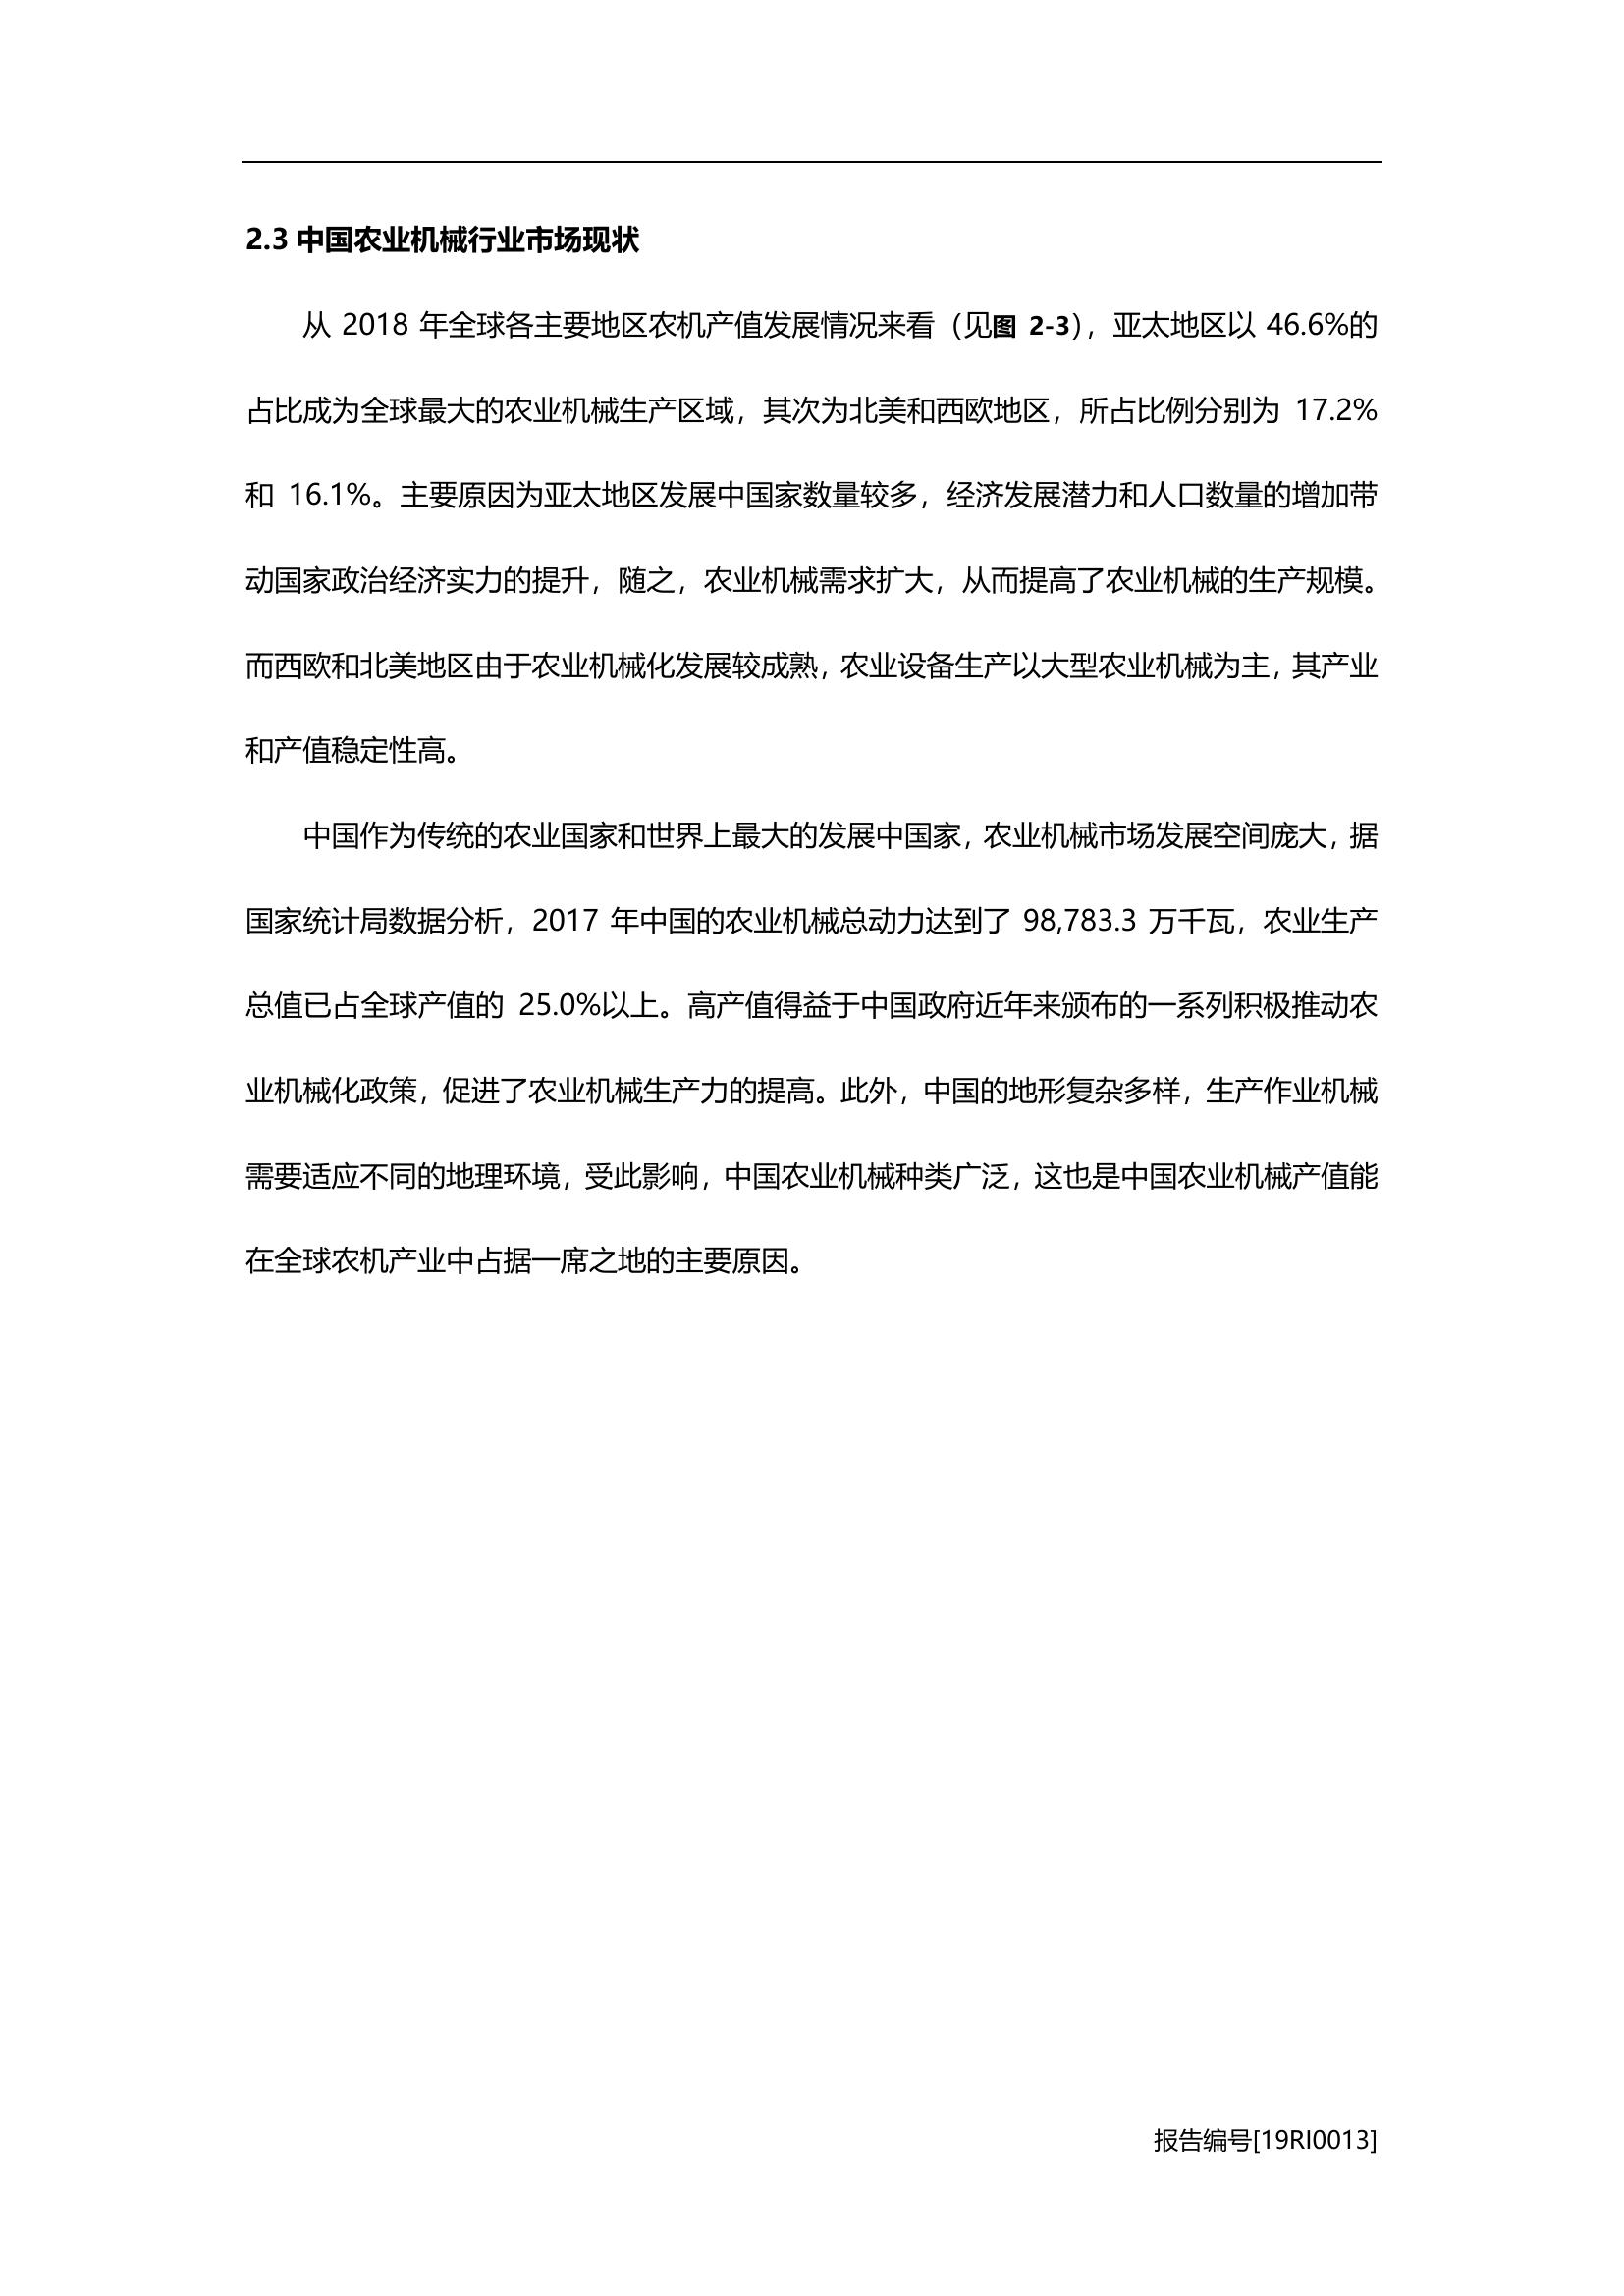 2.3 中国农业机械行业市场现状
从 2018 年全球各主要地区农机产值发展情况来看（见图 2-3），亚太地区以 46.6%的
占比成为全球最大的农业机械生产区域，其次为北美和西欧地区，所占比例分别为 17.2%
和 16.1%。主要原因为亚太地区发展中国家数量较多，经济发展潜力和人口数量的增加带
动国家政治经济实力的提升，随之，农业机械需求扩大，从而提高了农业机械的生产规模。
而西欧和北美地区由于农业机械化发展较成熟，农业设备生产以大型农业机械为主，其产业
和产值稳定性高。
中国作为传统的农业国家和世界上最大的发展中国家，农业机械市场发展空间庞大，据
国家统计局数据分析，2017 年中国的农业机械总动力达到了 98,783.3 万千瓦，农业生产
总值已占全球产值的 25.0%以上。高产值得益于中国政府近年来颁布的一系列积极推动农
业机械化政策，促进了农业机械生产力的提高。此外，中国的地形复杂多样，生产作业机械
需要适应不同的地理环境，受此影响，中国农业机械种类广泛，这也是中国农业机械产值能
在全球农机产业中占据一席之地的主要原因。
报告编号[19RI0013]